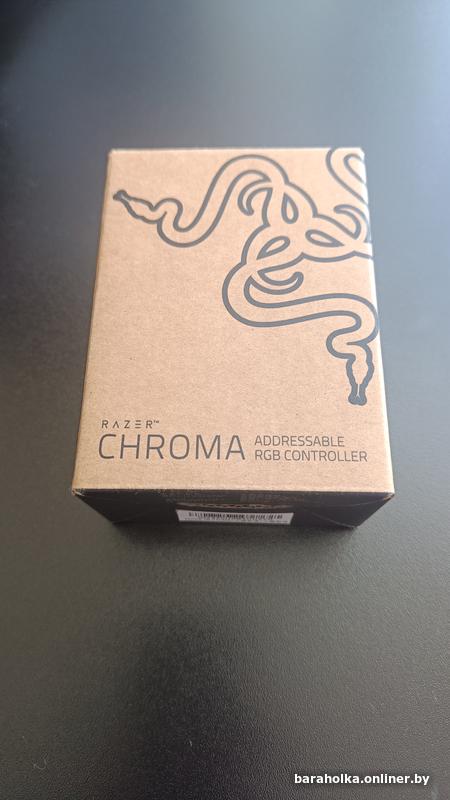 RAZER™
CHROMA ADDRESSABLE
RGB CONTROLLER
baraholka.onliner.by